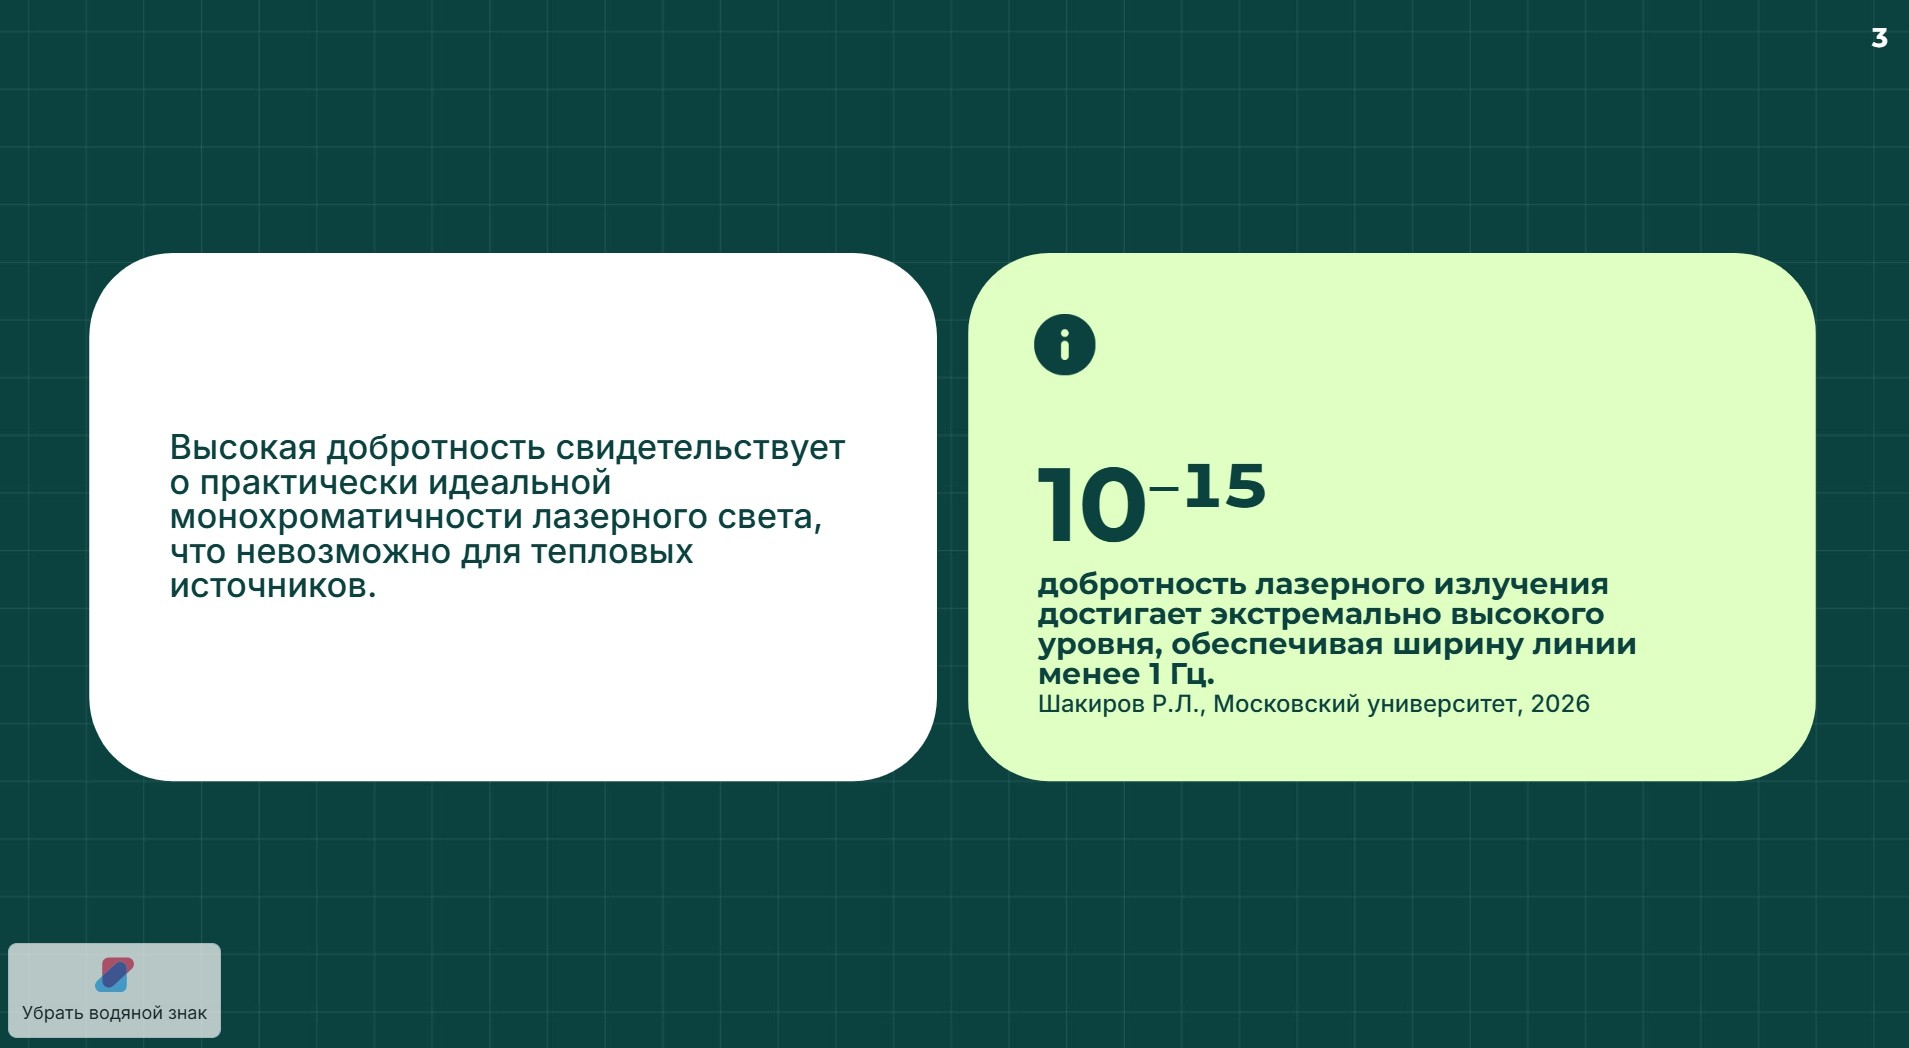 3
Высокая добротность свидетельствует
о практически идеальной
монохроматичности лазерного света,
что невозможно для тепловых
источников.
10⁻¹⁵
добротность лазерного излучения
достигает экстремально высокого
уровня, обеспечивая ширину линии
менее 1 Гц.
Шакиров Р.Л., Московский университет, 2026
Убрать водяной знак